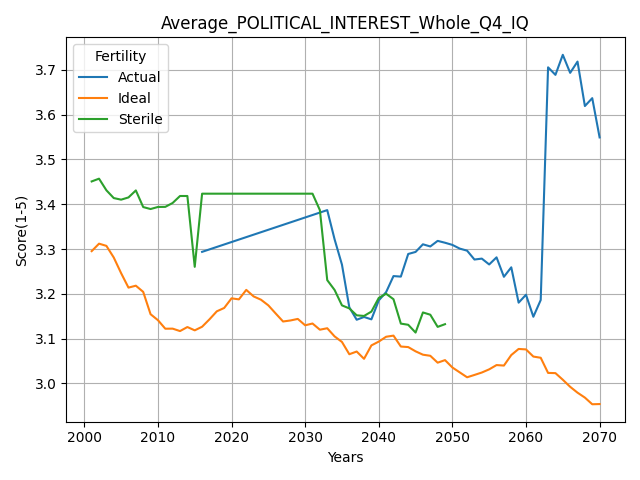 Average_POLITICAL_INTEREST_Whole_Q4_IQ
Fertility
Actual
Ideal
Sterile
Score(1-5)
3.7
3.6
3.5
3.4
3.3
3.2
3.1
3.0
2000
2010
2020
2030
2040
2050
2060
2070
Years